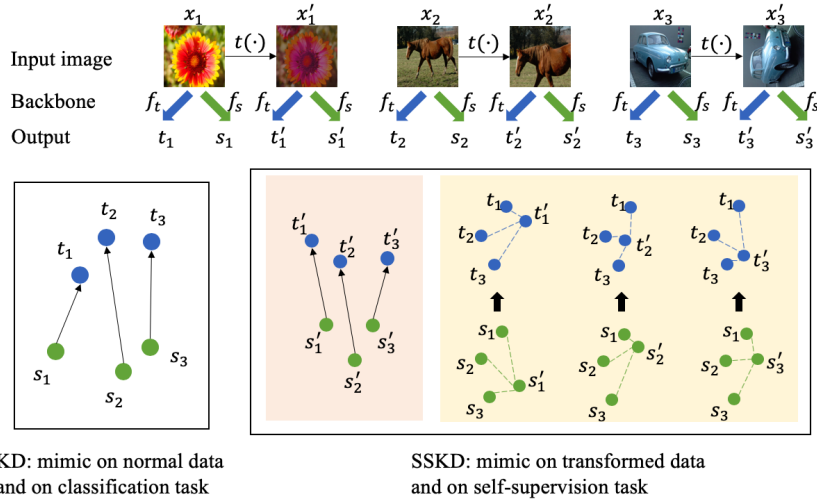 x₁ x₁′ x₂ x₂′ x₃ x₃′
Input image t(·) t(·) t(·)
Backbone fₜ fₛ fₜ fₛ fₜ fₛ fₜ fₛ fₜ fₛ fₜ fₛ
Output t₁ s₁ t₁′ s₁′ t₂ s₂ t₂′ s₂′ t₃ s₃ t₃′ s₃′
t₁ t₂ t₃
s₁ s₂ s₃
t₁′ t₂′ t₃′
s₁′ s₂′ s₃′
t₁ t₁′ t₂ t₃
s₁ s₂ s₁′ s₃
t₁ t₂ t₂′ t₃
s₁ s₂ s₂′ s₃
t₁ t₂ t₃ t₃′
s₁ s₂ s₃′ s₃
KD: mimic on normal data
and on classification task
SSKD: mimic on transformed data
and on self-supervision task